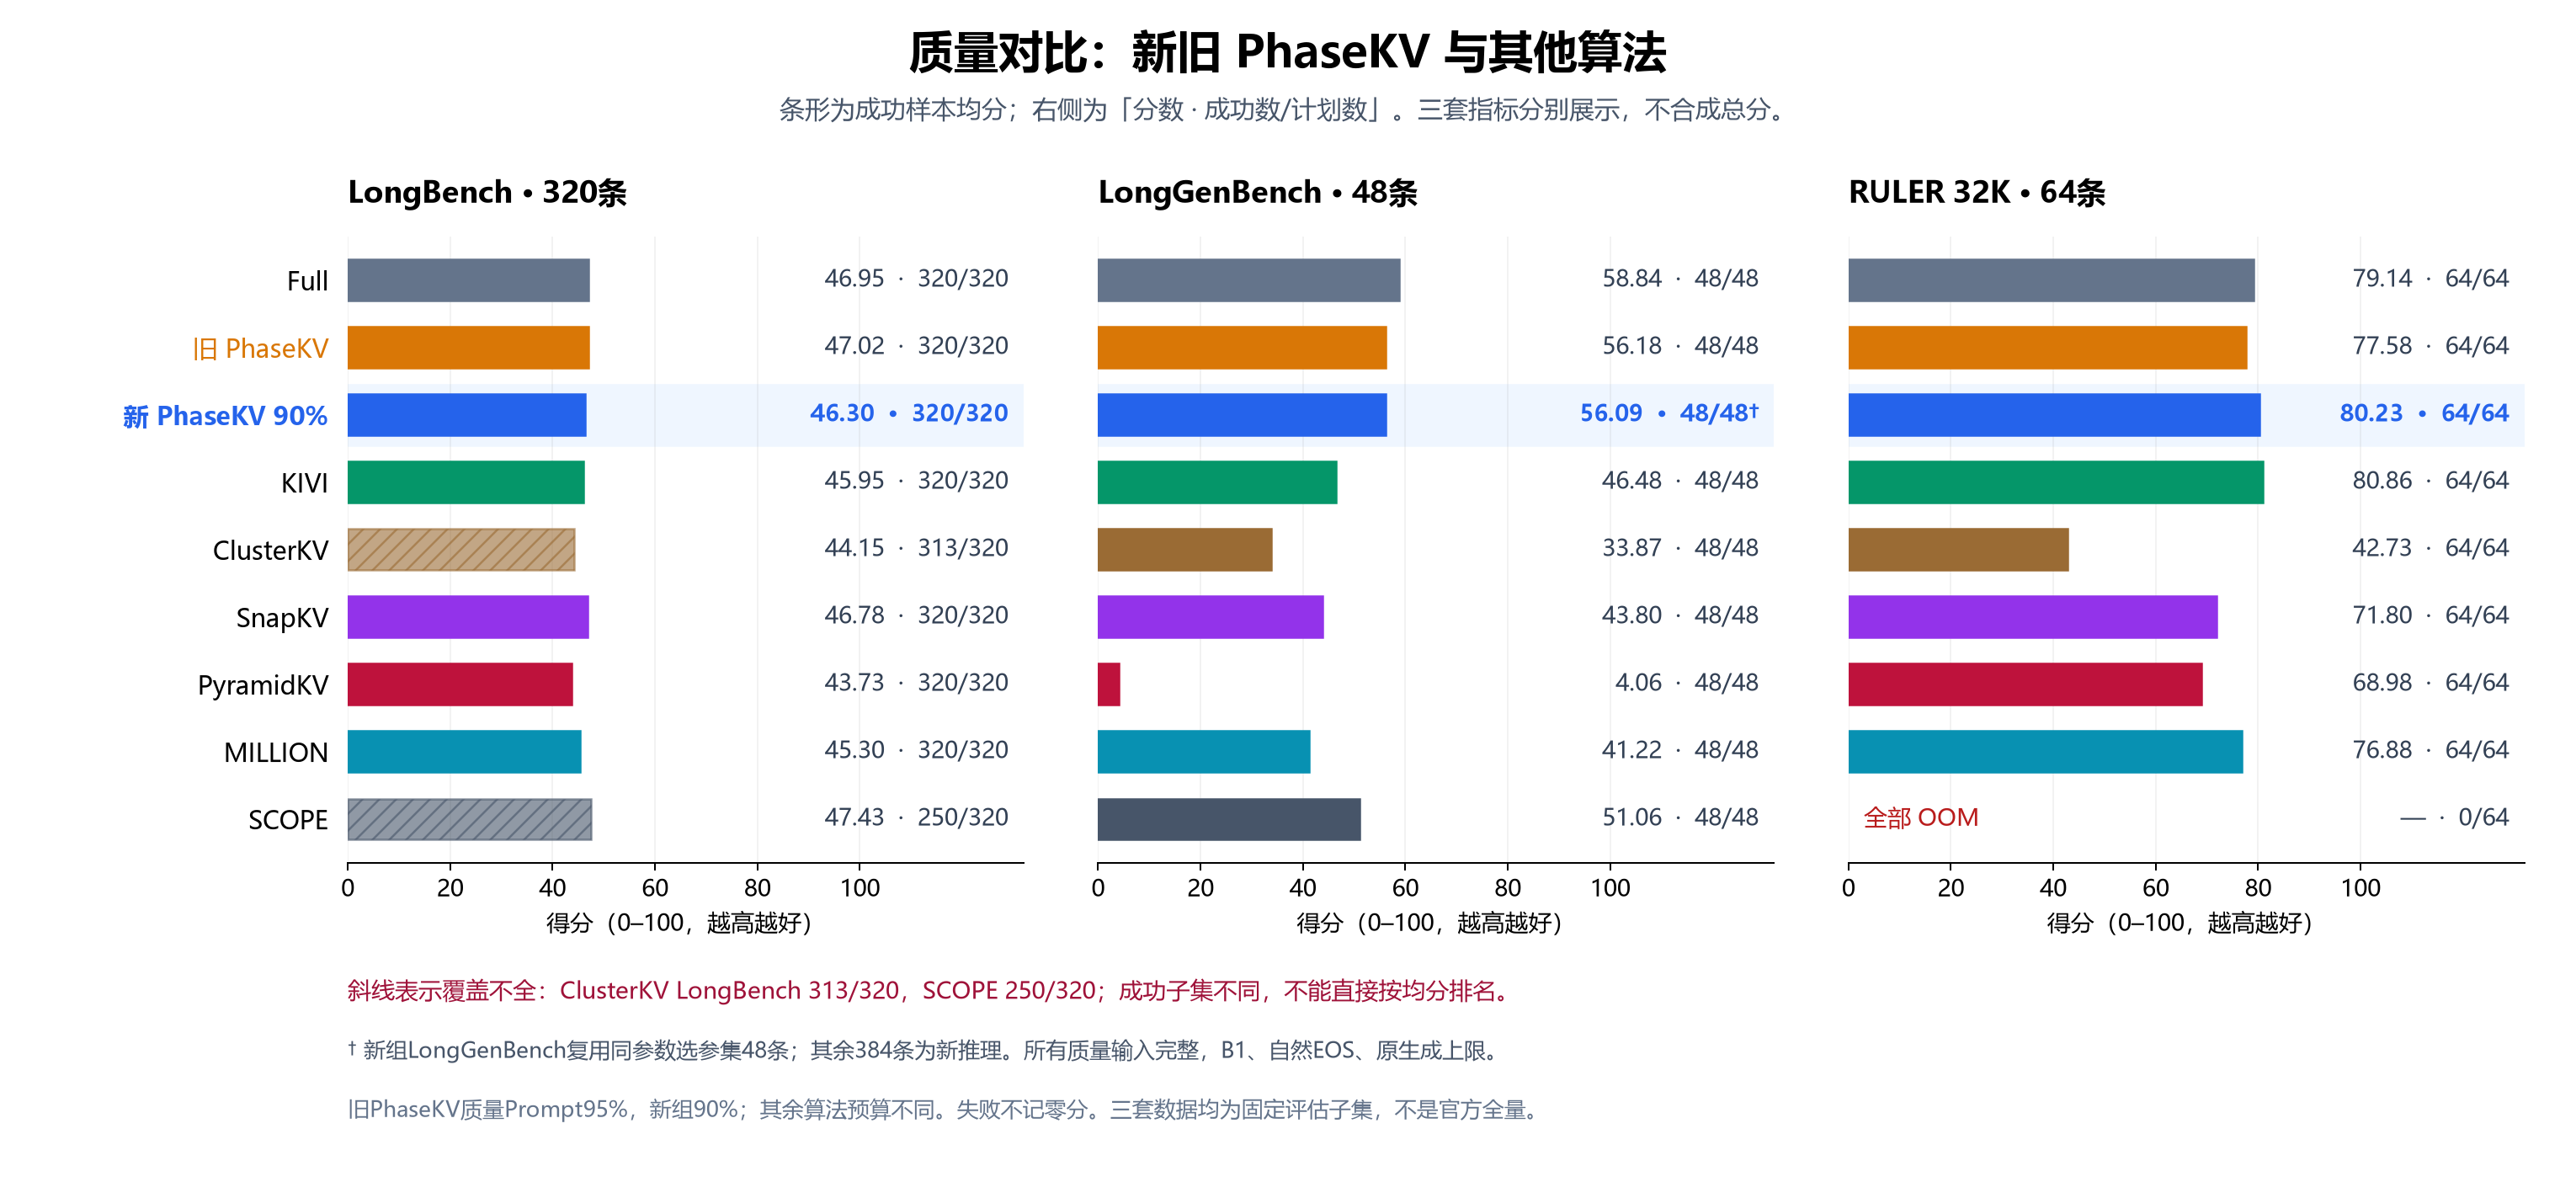 质量对比：新旧 PhaseKV 与其他算法
条形为成功样本均分；右侧为「分数 · 成功数/计划数」。三套指标分别展示，不合成总分。
LongBench • 320条
Full 46.95 · 320/320
旧 PhaseKV 47.02 · 320/320
新 PhaseKV 90% 46.30 • 320/320
KIVI 45.95 · 320/320
ClusterKV 44.15 · 313/320
SnapKV 46.78 · 320/320
PyramidKV 43.73 · 320/320
MILLION 45.30 · 320/320
SCOPE 47.43 · 250/320
0 20 40 60 80 100
得分（0–100，越高越好）
LongGenBench • 48条
58.84 · 48/48
56.18 · 48/48
56.09 • 48/48†
46.48 · 48/48
33.87 · 48/48
43.80 · 48/48
4.06 · 48/48
41.22 · 48/48
51.06 · 48/48
0 20 40 60 80 100
得分（0–100，越高越好）
RULER 32K • 64条
79.14 · 64/64
77.58 · 64/64
80.23 • 64/64
80.86 · 64/64
42.73 · 64/64
71.80 · 64/64
68.98 · 64/64
76.88 · 64/64
全部 OOM — · 0/64
0 20 40 60 80 100
得分（0–100，越高越好）
斜线表示覆盖不全：ClusterKV LongBench 313/320，SCOPE 250/320；成功子集不同，不能直接按均分排名。
† 新组LongGenBench复用同参数选参集48条；其余384条为新推理。所有质量输入完整，B1、自然EOS、原生成上限。
旧PhaseKV质量Prompt95%，新组90%；其余算法预算不同。失败不记零分。三套数据均为固定评估子集，不是官方全量。